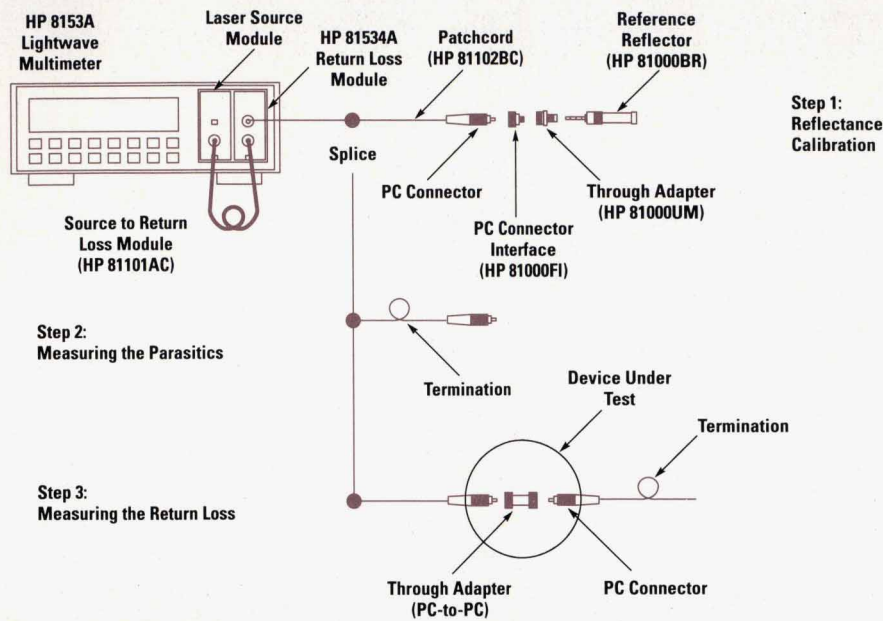 HP 8153A
Lightwave
Multimeter
Laser Source
Module
HP 81534A
Return Loss
Module
Patchcord
(HP 81102BC)
Reference
Reflector
(HP 81000BR)
Step 1:
Reflectance
Calibration
Splice
PC Connector
Through Adapter
(HP 81000UM)
PC Connector
Interface
(HP 81000FI)
Source to Return
Loss Module
(HP 81101AC)
Step 2:
Measuring the Parasitics
Termination
Device Under
Test
Termination
Step 3:
Measuring the Return Loss
Through Adapter
(PC-to-PC)
PC Connector